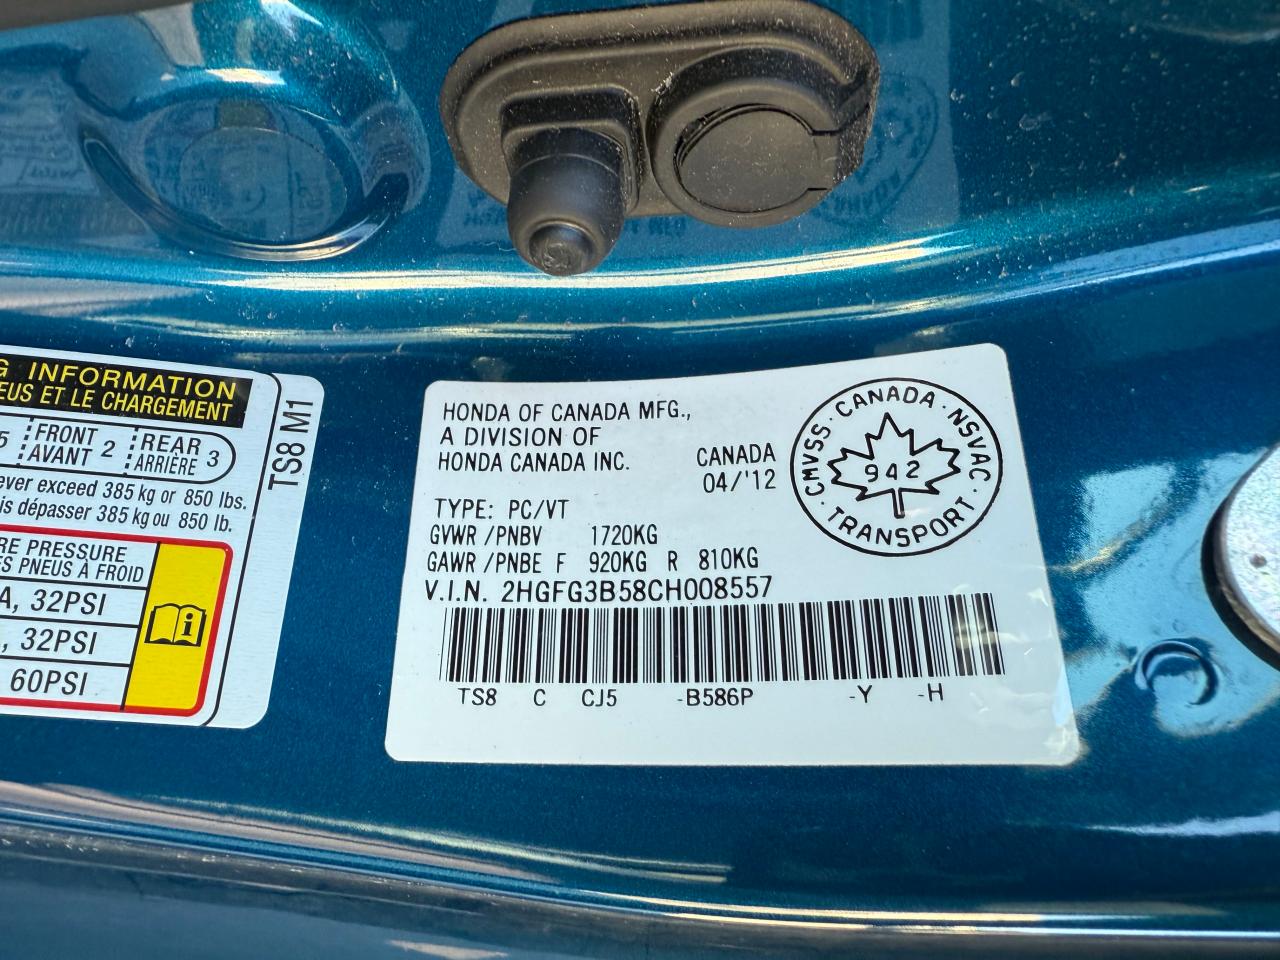 G INFORMATION
EUS ET LE CHARGEMENT
5 FRONT AVANT 2 REAR ARRIÈRE 3
ever exceed 385 kg or 850 lbs.
is dépasser 385 kg ou 850 lb.
RE PRESSURE
ES PNEUS À FROID
A, 32PSI
, 32PSI
60PSI
TS8 M1
HONDA OF CANADA MFG.,
A DIVISION OF
HONDA CANADA INC.
CANADA
04/'12
TYPE: PC/VT
GVWR /PNBV 1720KG
GAWR /PNBE F 920KG R 810KG
V.I.N. 2HGFG3B58CH008557
TS8 C CJ5 -B586P -Y -H
CMVSS · CANADA · NSVAC · TRANSPORT ·
942